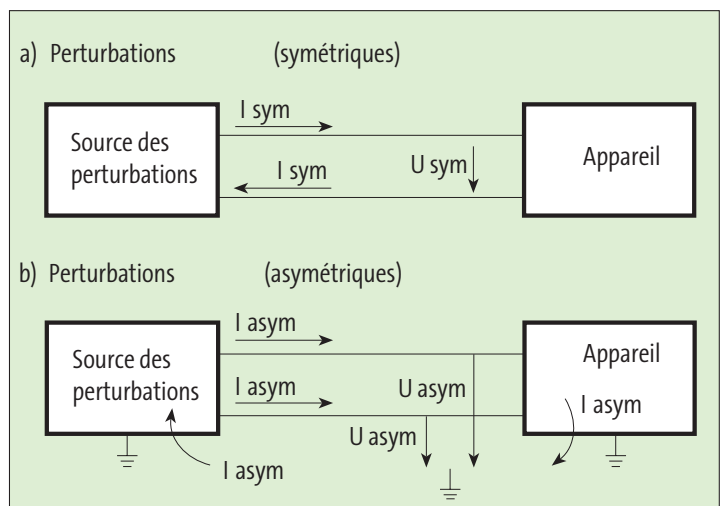 a) Perturbations (symétriques)
I sym
Source des
perturbations
I sym
U sym
Appareil
b) Perturbations (asymétriques)
I asym
Source des
perturbations
I asym
U asym
U asym
I asym
Appareil
I asym